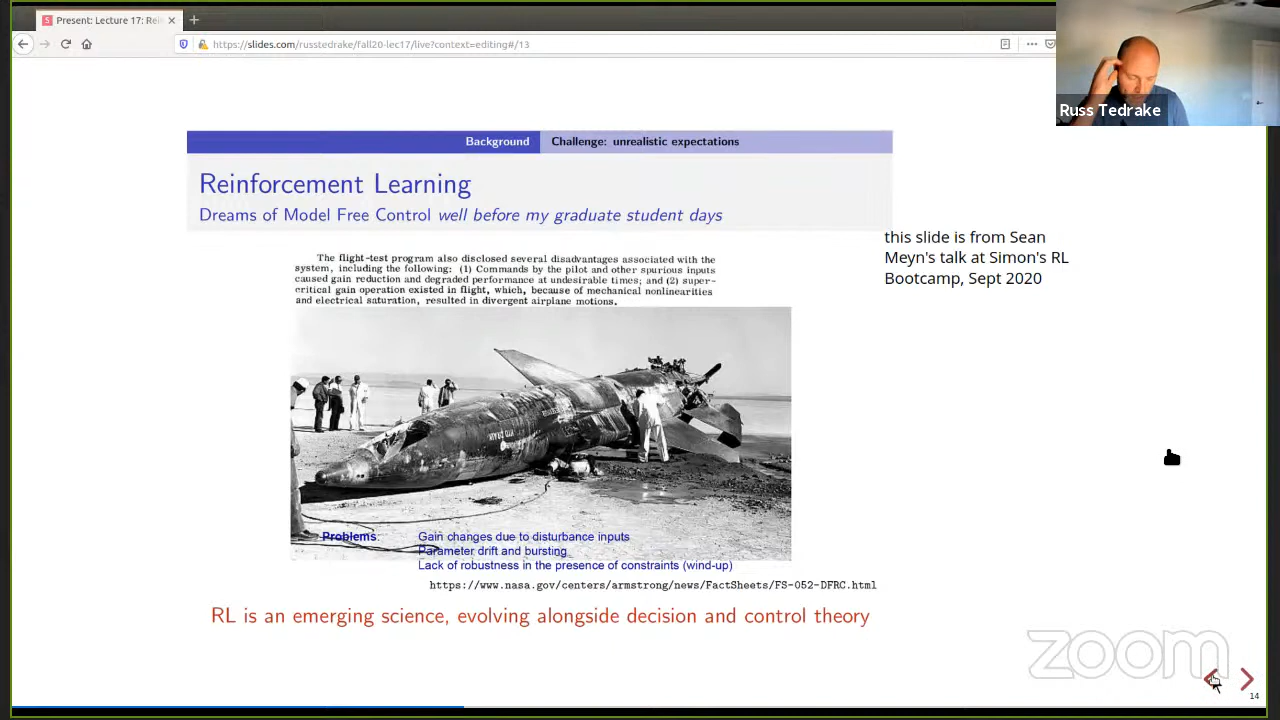 Present: Lecture 17: Rei
https://slides.com/russtedrake/fall20-lec17/live?context=editing#/13
Russ Tedrake
Background
Challenge: unrealistic expectations
Reinforcement Learning
Dreams of Model Free Control well before my graduate student days
this slide is from Sean
Meyn's talk at Simon's RL
Bootcamp, Sept 2020
The flight-test program also disclosed several disadvantages associated with the
system, including the following: (1) Commands by the pilot and other spurious inputs
caused gain reduction and degraded performance at undesirable times; and (2) super-
critical gain operation existed in flight, which, because of mechanical nonlinearities
and electrical saturation, resulted in divergent airplane motions.
Problems: Gain changes due to disturbance inputs
Parameter drift and bursting
Lack of robustness in the presence of constraints (wind-up)
https://www.nasa.gov/centers/armstrong/news/FactSheets/FS-052-DFRC.html
RL is an emerging science, evolving alongside decision and control theory
zoom
14